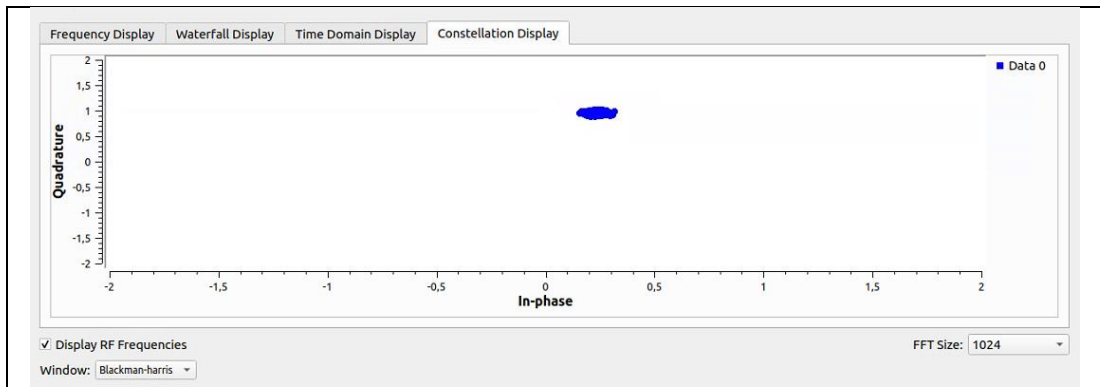 Frequency Display Waterfall Display Time Domain Display Constellation Display
2
1,5
1
0,5
0
-0,5
-1
-1,5
-2
Quadrature
Data 0
-2 -1,5 -1 -0,5 0 0,5 1 1,5 2
In-phase
Display RF Frequencies FFT Size: 1024
Window: Blackman-harris